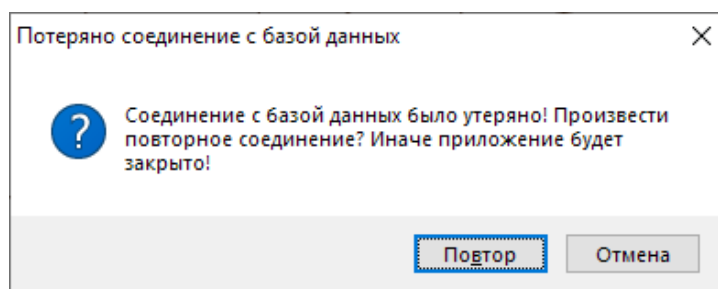 Потеряно соединение с базой данных
Соединение с базой данных было утеряно! Произвести
повторное соединение? Иначе приложение будет
закрыто!
Повтор
Отмена